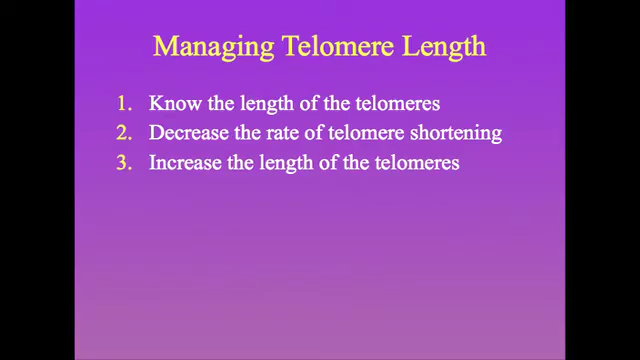 Managing Telomere Length
1. Know the length of the telomeres
2. Decrease the rate of telomere shortening
3. Increase the length of the telomeres